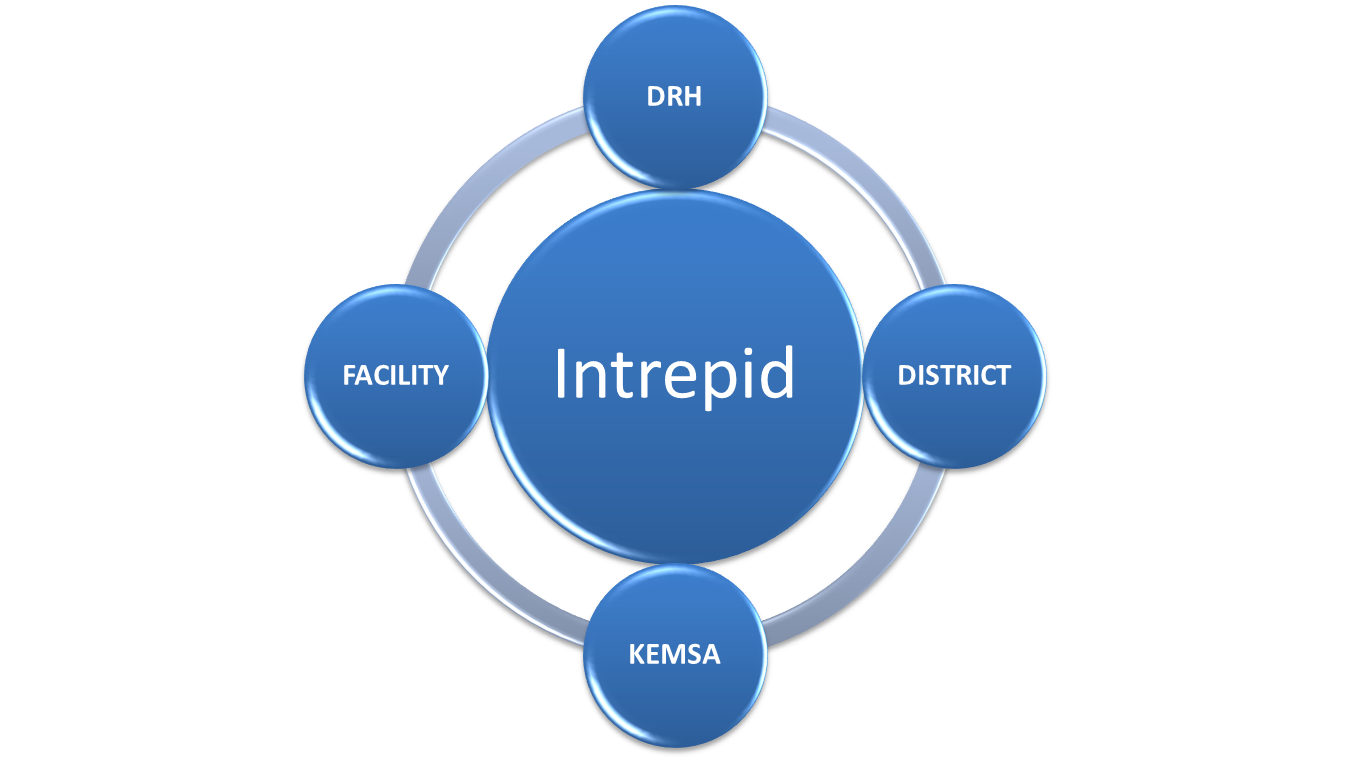 DRH
FACILITY
Intrepid
DISTRICT
KEMSA